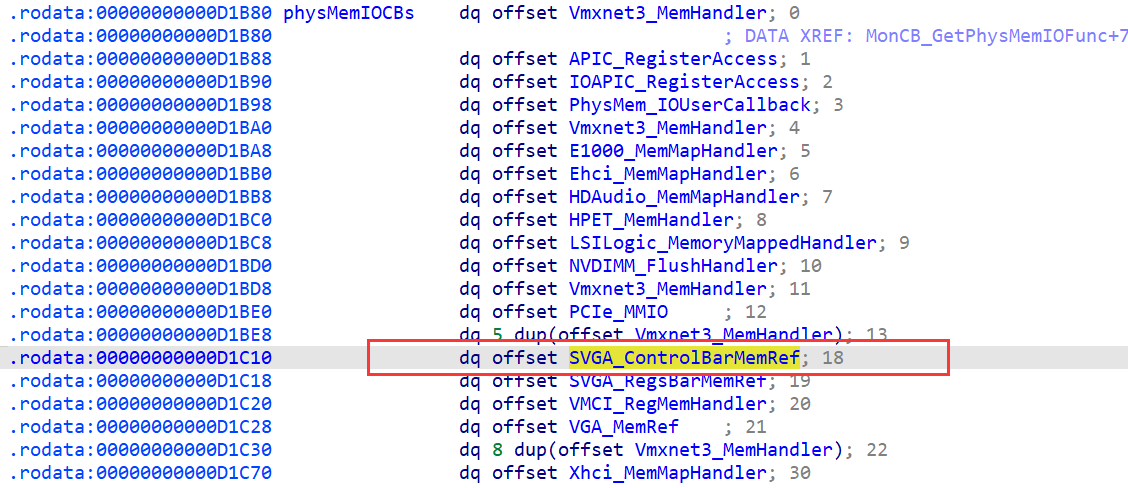 .rodata:00000000000D1B80 physMemIOCBs dq offset Vmxnet3_MemHandler; 0
.rodata:00000000000D1B80 ; DATA XREF: MonCB_GetPhysMemIOFunc+7
.rodata:00000000000D1B88 dq offset APIC_RegisterAccess; 1
.rodata:00000000000D1B90 dq offset IOAPIC_RegisterAccess; 2
.rodata:00000000000D1B98 dq offset PhysMem_IOUserCallback; 3
.rodata:00000000000D1BA0 dq offset Vmxnet3_MemHandler; 4
.rodata:00000000000D1BA8 dq offset E1000_MemMapHandler; 5
.rodata:00000000000D1BB0 dq offset Ehci_MemMapHandler; 6
.rodata:00000000000D1BB8 dq offset HDAudio_MemMapHandler; 7
.rodata:00000000000D1BC0 dq offset HPET_MemHandler; 8
.rodata:00000000000D1BC8 dq offset LSILogic_MemoryMappedHandler; 9
.rodata:00000000000D1BD0 dq offset NVDIMM_FlushHandler; 10
.rodata:00000000000D1BD8 dq offset Vmxnet3_MemHandler; 11
.rodata:00000000000D1BE0 dq offset PCIe_MMIO ; 12
.rodata:00000000000D1BE8 dq 5 dup(offset Vmxnet3_MemHandler); 13
.rodata:00000000000D1C10 dq offset SVGA_ControlBarMemRef; 18
.rodata:00000000000D1C18 dq offset SVGA_RegsBarMemRef; 19
.rodata:00000000000D1C20 dq offset VMCI_RegMemHandler; 20
.rodata:00000000000D1C28 dq offset VGA_MemRef ; 21
.rodata:00000000000D1C30 dq 8 dup(offset Vmxnet3_MemHandler); 22
.rodata:00000000000D1C70 dq offset Xhci_MemMapHandler; 30